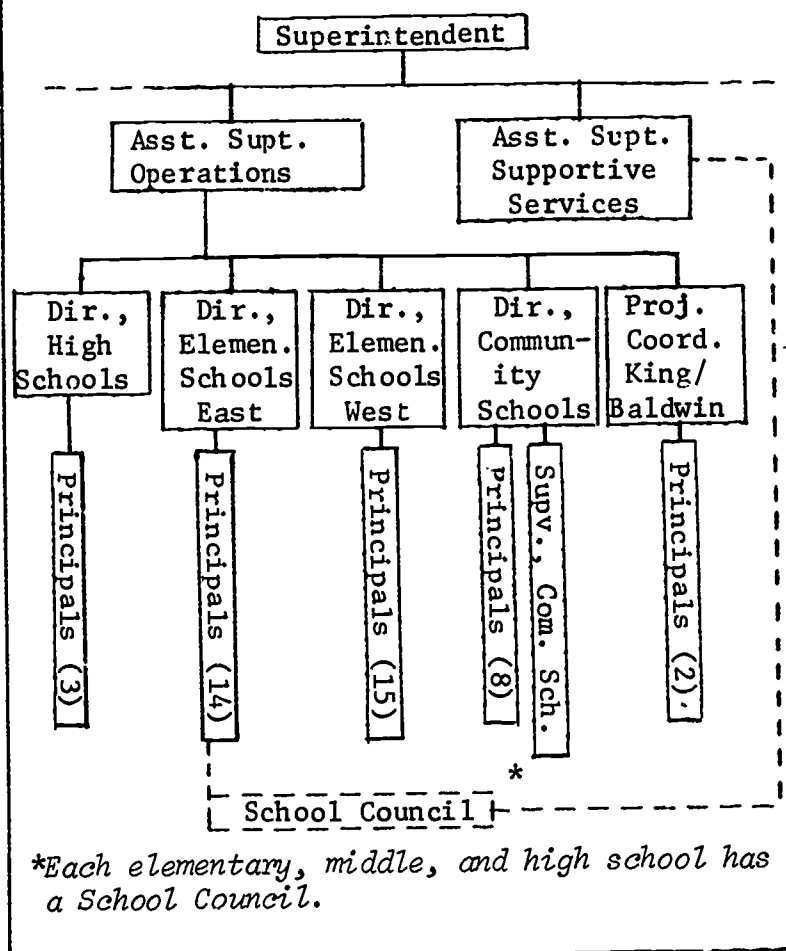 Superintendent
Asst. Supt.
Operations
Asst. Supt.
Supportive
Services
Dir.,
High
Schools
Dir.,
Elemen.
Schools
East
Dir.,
Elemen.
Schools
West
Dir.,
Commun-
ity
Schools
Proj.
Coord.
King/
Baldwin
Principals (3)
Principals (14)
Principals (15)
Principals (8)
Supv., Com. Sch.
Principals (2).
*
School Council
*Each elementary, middle, and high school has
a School Council.